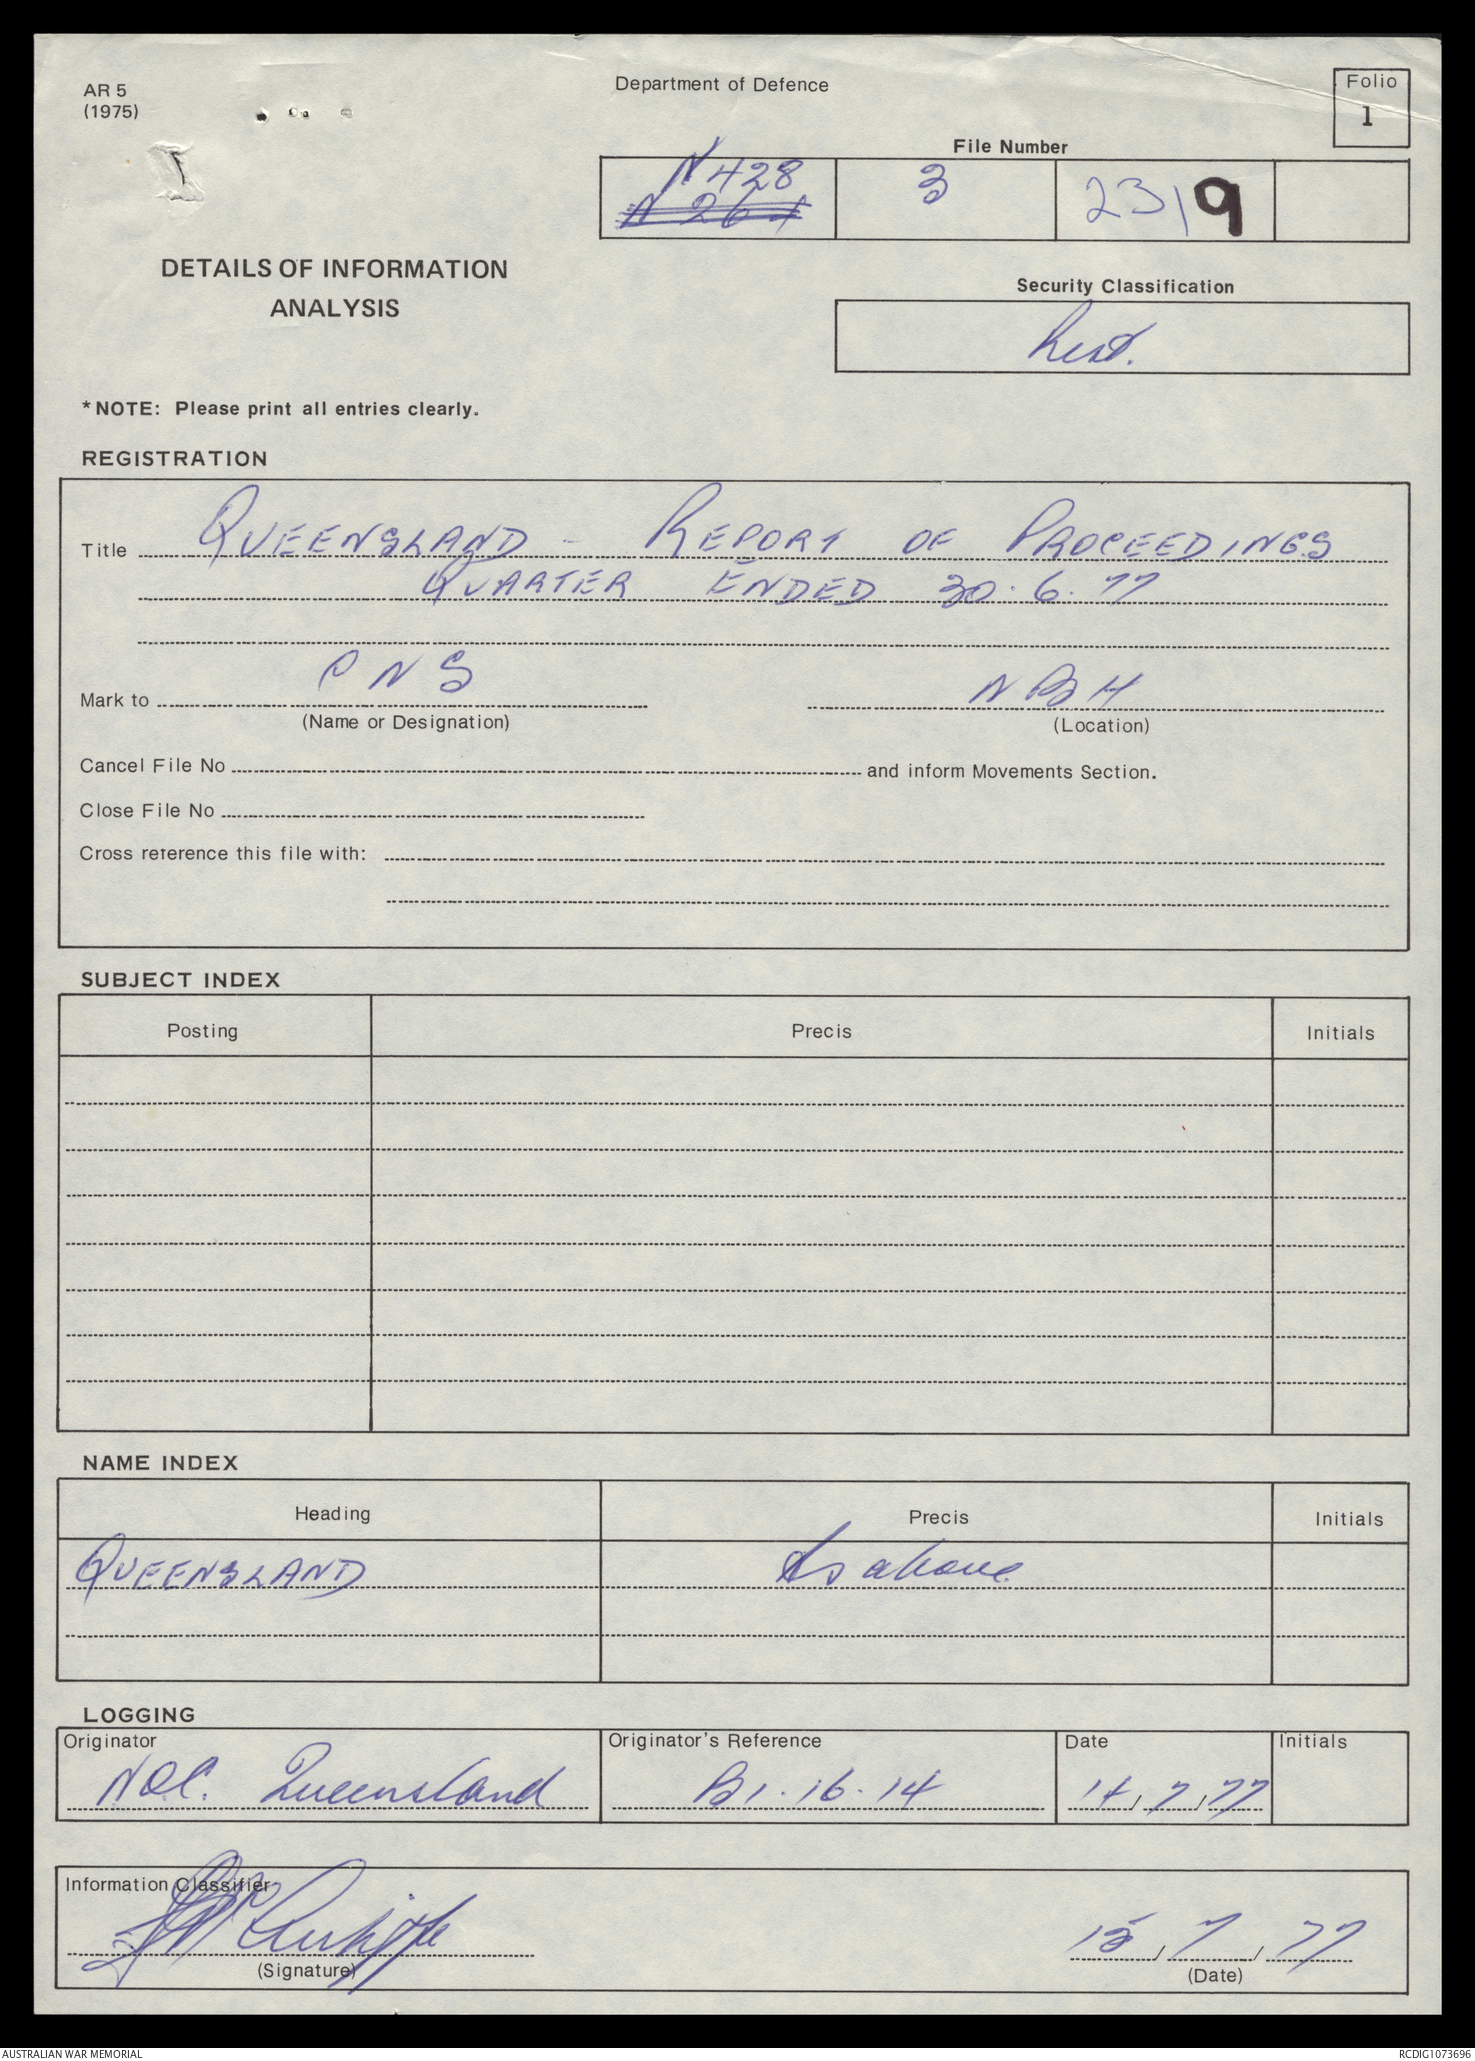 AR 5
(1975)
Department of Defence
Folio
1
File Number
N 428
N 26
3
23/9
DETAILS OF INFORMATION
ANALYSIS
Security Classification
Rest.
*NOTE: Please print all entries clearly.
REGISTRATION
Title QUEENSLAND - REPORT OF PROCEEDINGS
QUARTER ENDED 30.6.77
Mark to CNS NBH
(Name or Designation) (Location)
Cancel File No and inform Movements Section.
Close File No
Cross reference this file with:
SUBJECT INDEX
Posting Precis Initials
NAME INDEX
Heading Precis Initials
QUEENSLAND As above
LOGGING
Originator Originator's Reference Date Initials
NOC. Queensland B1.16.14 14,7,77
Information Classifier
15,7,77
(Signature) (Date)
AUSTRALIAN WAR MEMORIAL RCDIG1073696